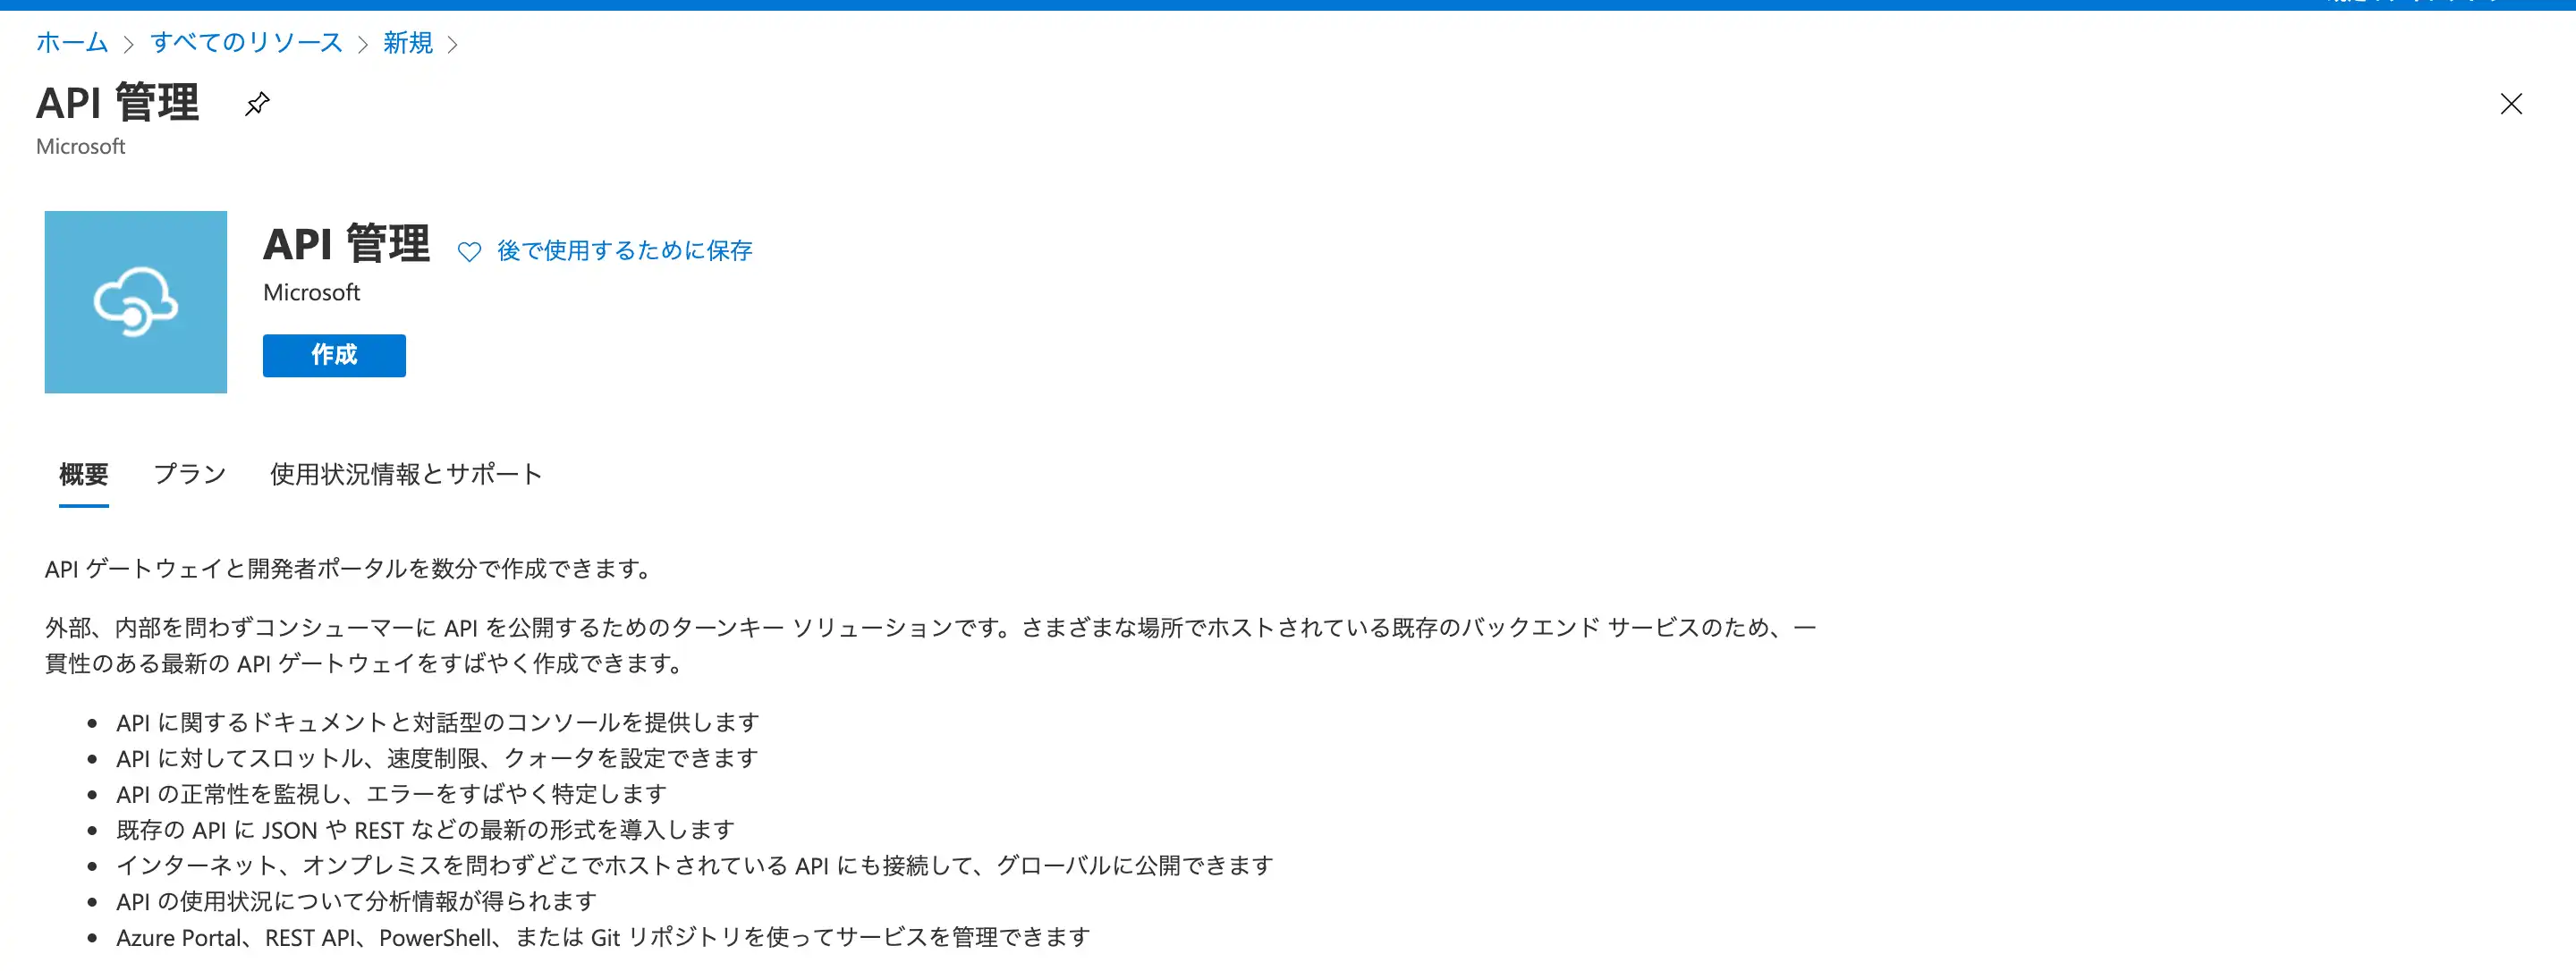 ホーム > すべてのリソース > 新規 >
API 管理
Microsoft
API 管理 後で使用するために保存
Microsoft
作成
概要 プラン 使用状況情報とサポート
API ゲートウェイと開発者ポータルを数分で作成できます。
外部、内部を問わずコンシューマーに API を公開するためのターンキー ソリューションです。さまざまな場所でホストされている既存のバックエンド サービスのため、一
貫性のある最新の API ゲートウェイをすばやく作成できます。
• API に関するドキュメントと対話型のコンソールを提供します
• API に対してスロットル、速度制限、クォータを設定できます
• API の正常性を監視し、エラーをすばやく特定します
• 既存の API に JSON や REST などの最新の形式を導入します
• インターネット、オンプレミスを問わずどこでホストされている API にも接続して、グローバルに公開できます
• API の使用状況について分析情報が得られます
• Azure Portal、REST API、PowerShell、または Git リポジトリを使ってサービスを管理できます